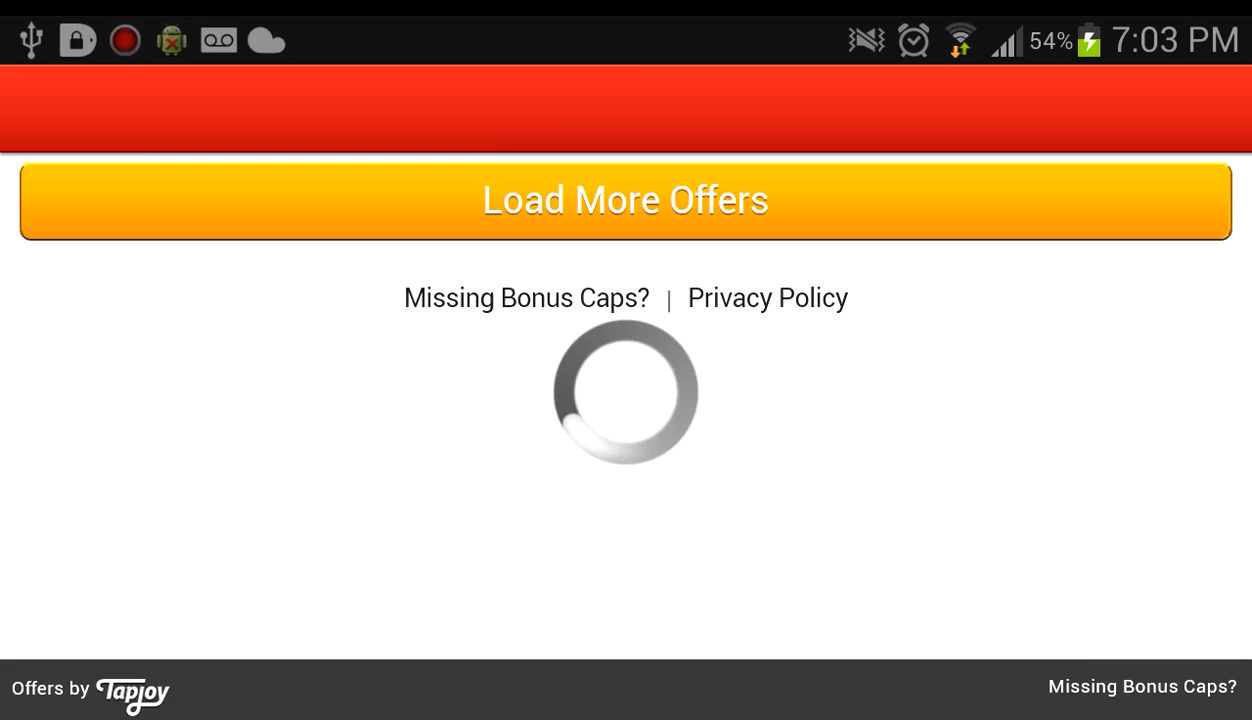 54% 7:03 PM
Load More Offers
Missing Bonus Caps? | Privacy Policy
Offers by Tapjoy
Missing Bonus Caps?